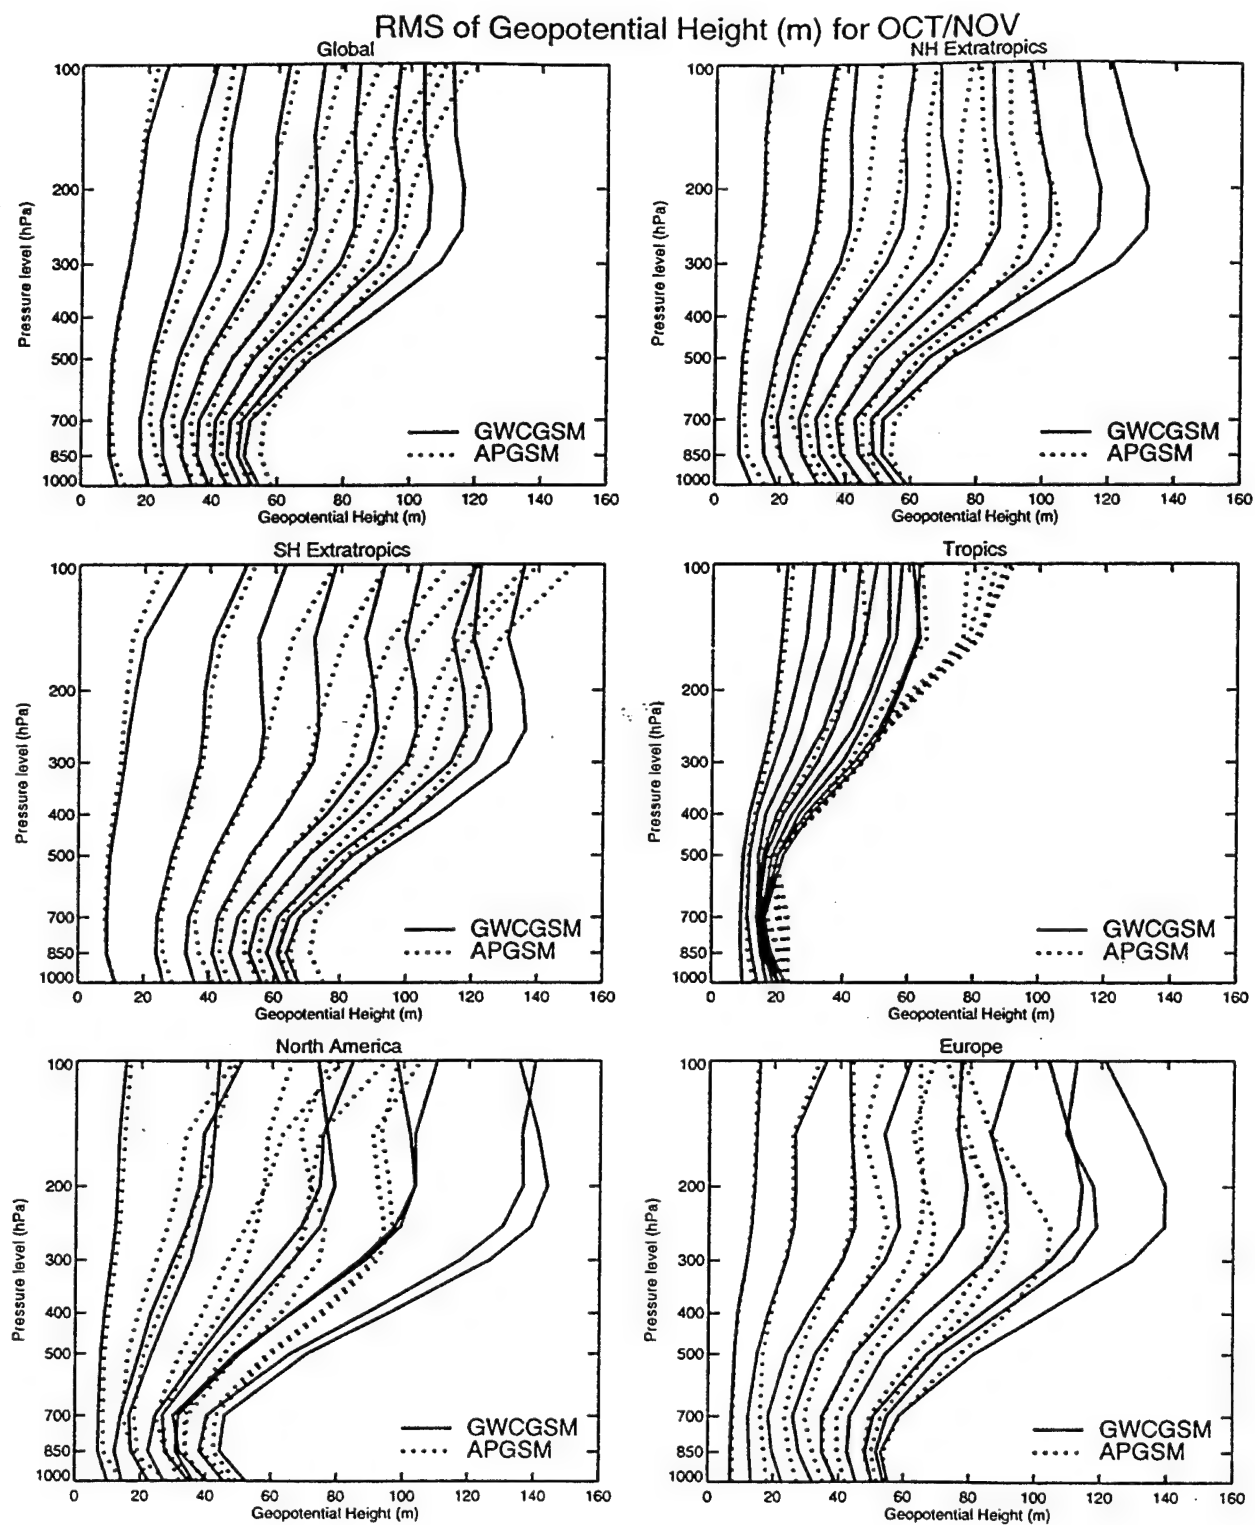 RMS of Geopotential Height (m) for OCT/NOV
Global
100
200
300
400
500
700
850
1000
Pressure level (hPa)
GWCGSM
APGSM
0 20 40 60 80 100 120 140 160
Geopotential Height (m)
NH Extratropics
100
200
300
400
500
700
850
1000
Pressure level (hPa)
GWCGSM
APGSM
0 20 40 60 80 100 120 140 160
Geopotential Height (m)
SH Extratropics
100
200
300
400
500
700
850
1000
Pressure level (hPa)
GWCGSM
APGSM
0 20 40 60 80 100 120 140 160
Geopotential Height (m)
Tropics
100
200
300
400
500
700
850
1000
Pressure level (hPa)
GWCGSM
APGSM
0 20 40 60 80 100 120 140 160
Geopotential Height (m)
North America
100
200
300
400
500
700
850
1000
Pressure level (hPa)
GWCGSM
APGSM
0 20 40 60 80 100 120 140 160
Geopotential Height (m)
Europe
100
200
300
400
500
700
850
1000
Pressure level (hPa)
GWCGSM
APGSM
0 20 40 60 80 100 120 140 160
Geopotential Height (m)